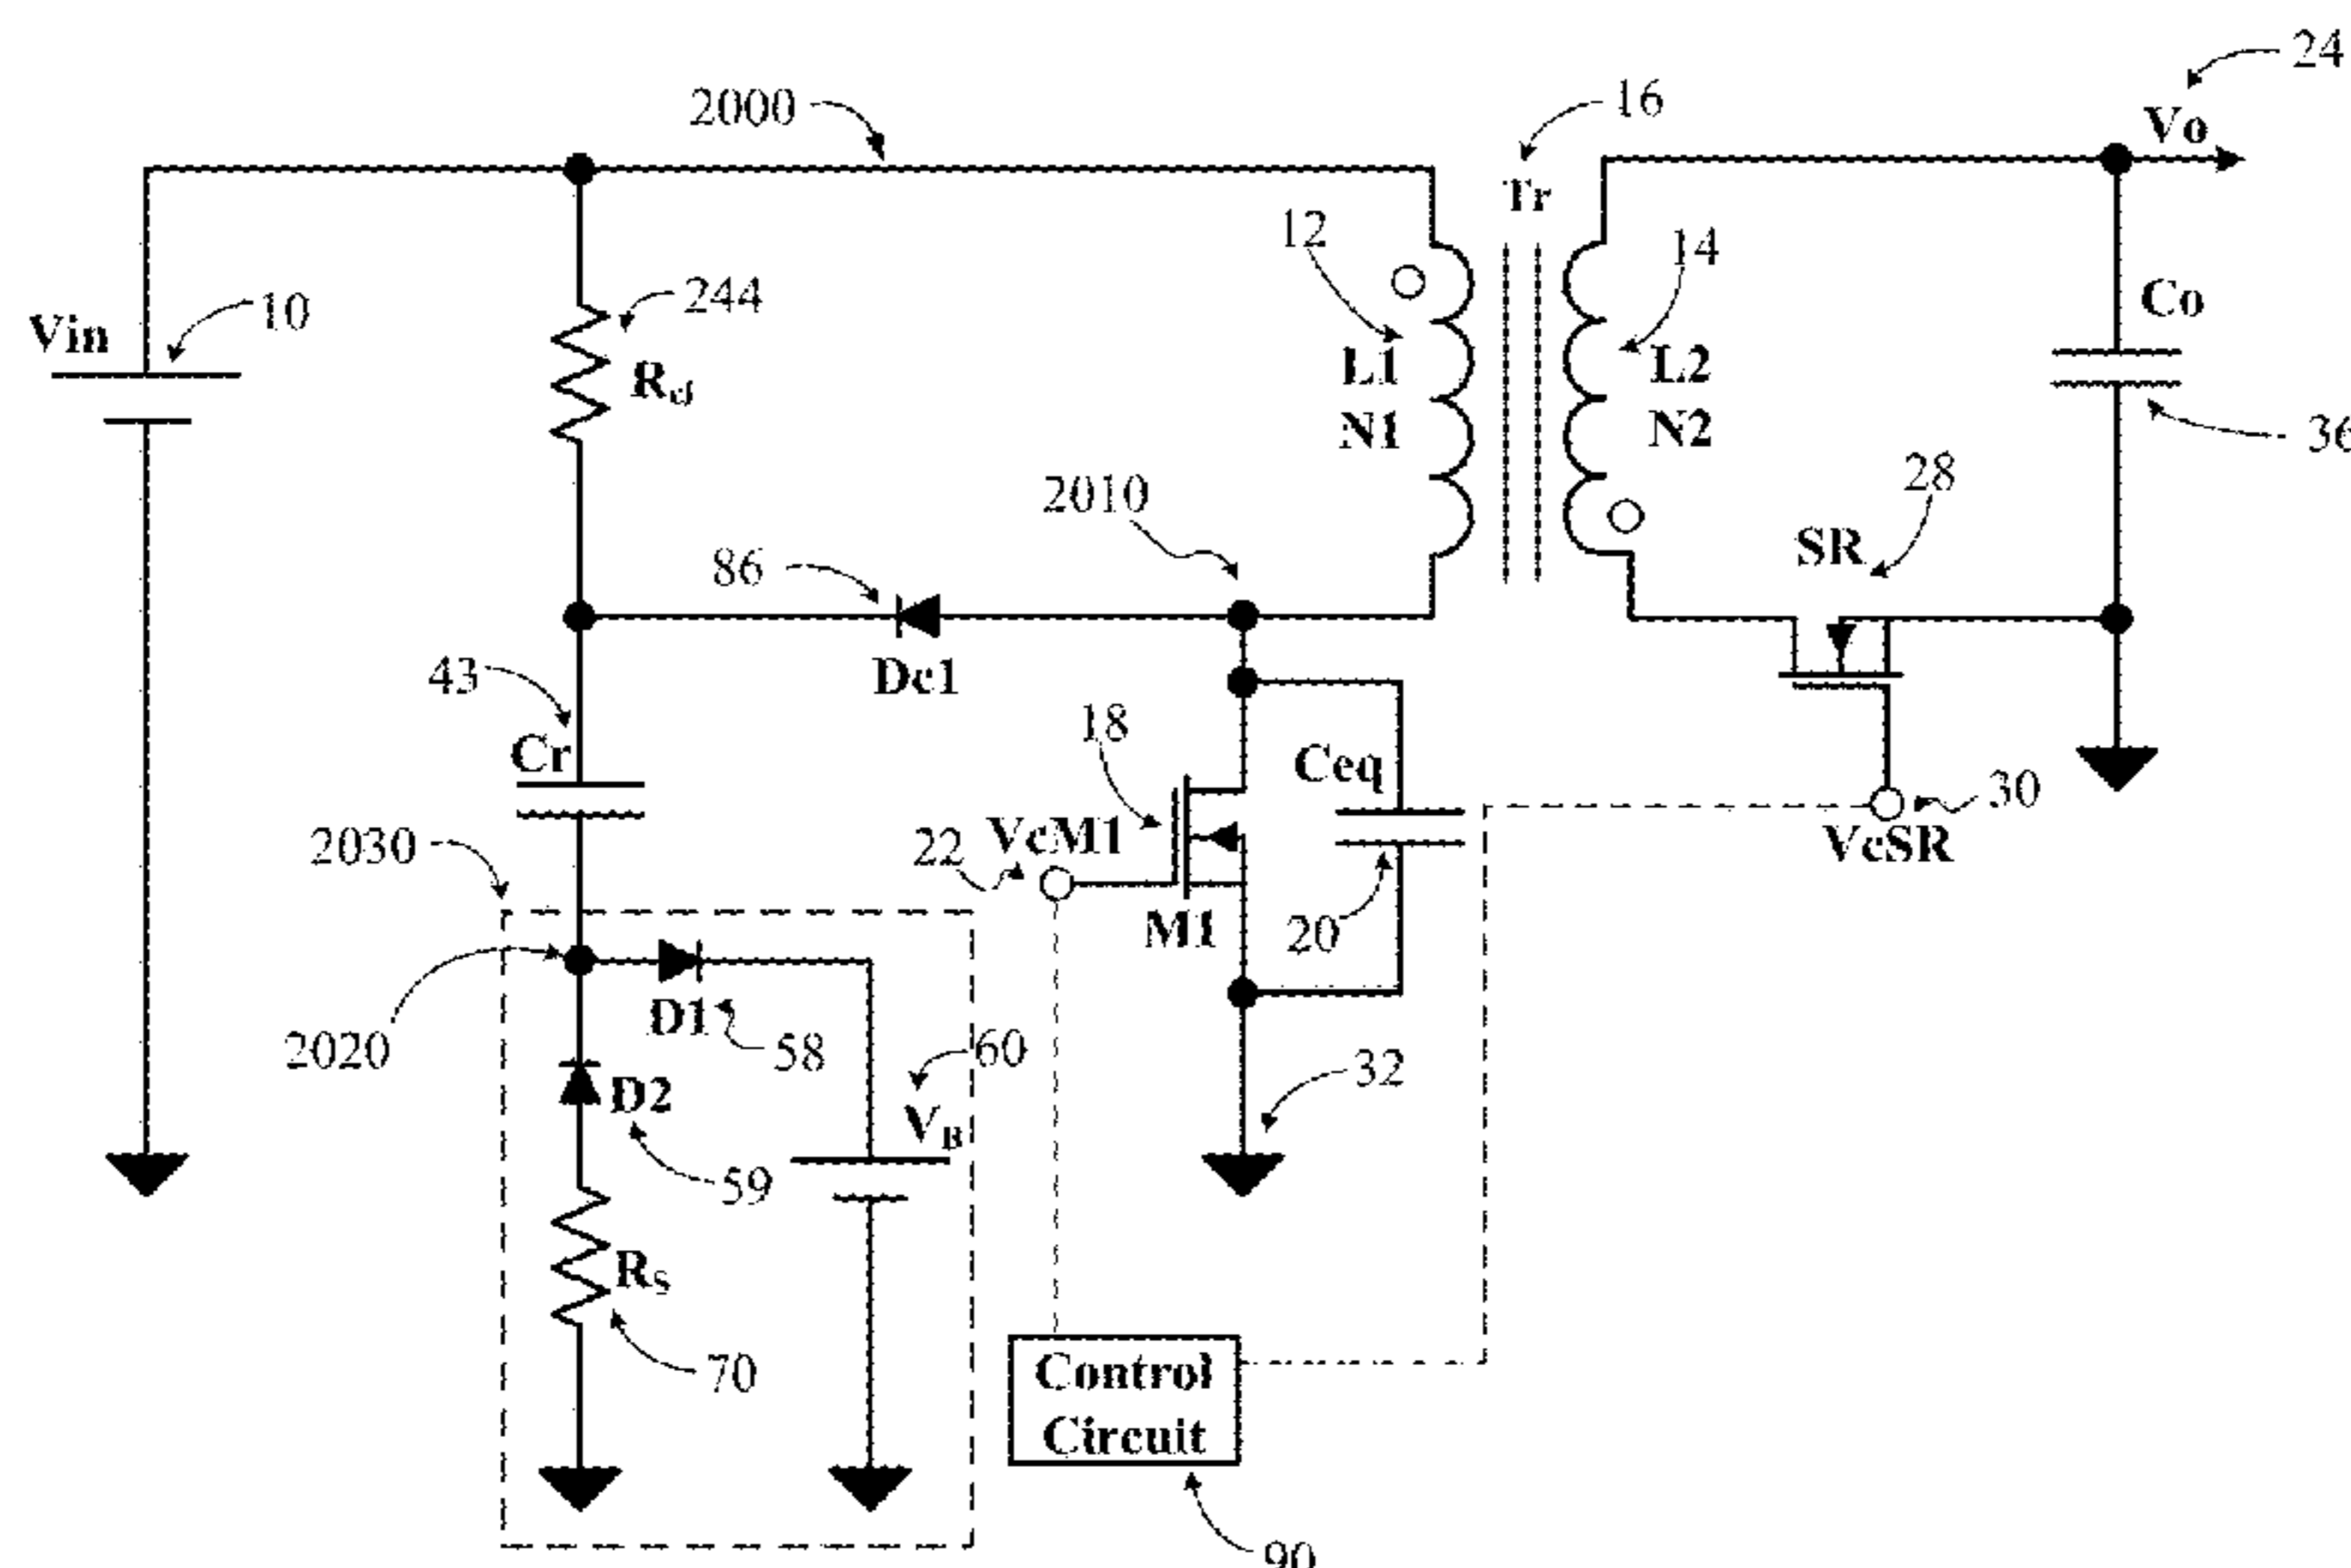 24
2000
16
Vo
Tr
12
14
Vin
10
244
Rd
L1
N1
L2
N2
Co
36
2010
28
SR
86
Dc1
43
Cr
18
Ceq
30
VcSR
2030
22
VcM1
M1
20
2020
D1
58
60
D2
VB
32
59
RS
70
Control
Circuit
90